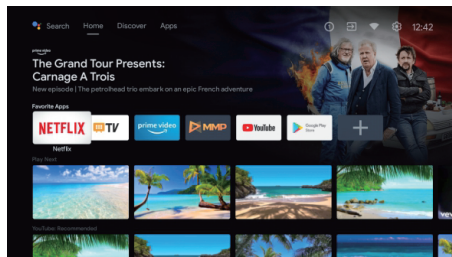 Search Home Discover Apps 12:42
prime video
The Grand Tour Presents:
Carnage A Trois
New episode | The petrolhead trio embark on an epic French adventure
Favorite Apps
NETFLIX TV prime video MMP YouTube Google Play Store
Netflix
Play Next
vev
YouTube: Recommended